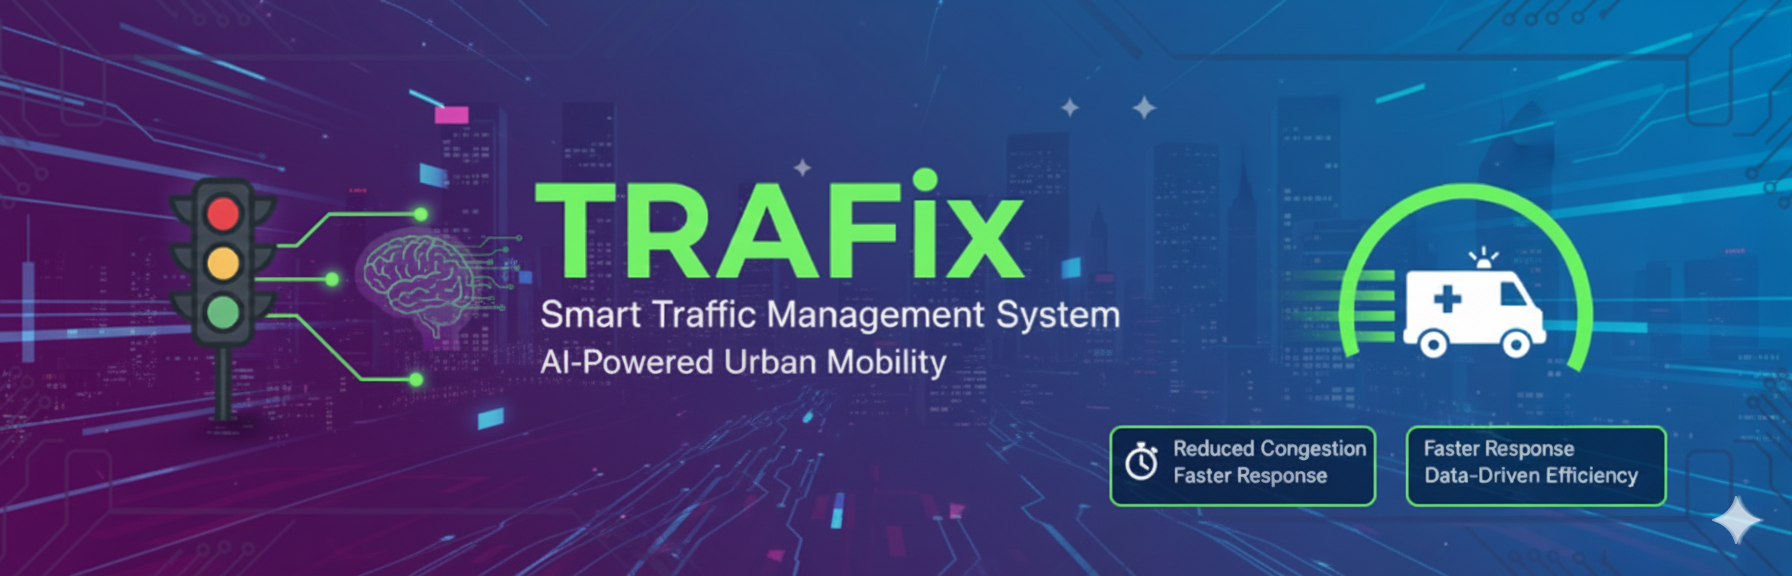 TRAFix
Smart Traffic Management System
AI-Powered Urban Mobility
Reduced Congestion
Faster Response
Faster Response
Data-Driven Efficiency